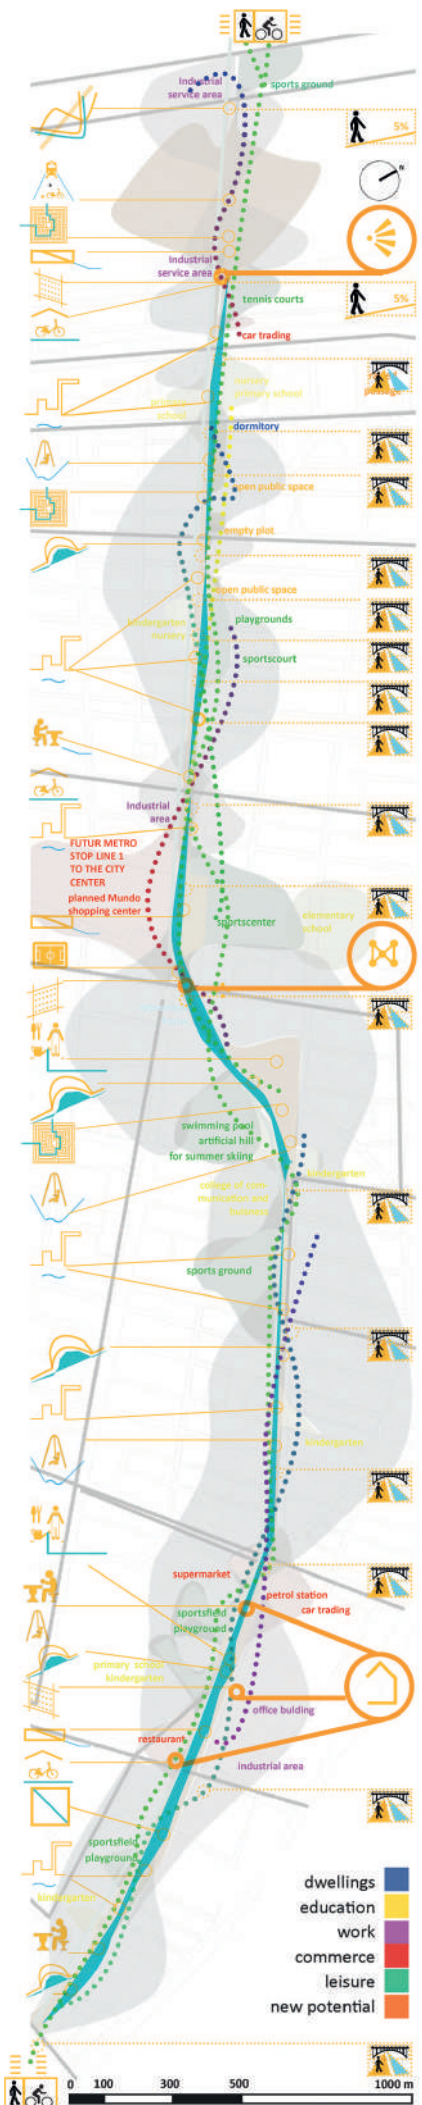 Industrial
service area
sports ground
5%
N
Industrial
service area
tennis courts
5%
car trading
nursery
primary school
primary
school
dormitory
open public space
empty plot
open public space
kindergarten
nursery
playgrounds
sportscourt
Industrial
area
FUTUR METRO
STOP LINE 1
TO THE CITY
CENTER
planned Mundo
shopping center
sportscenter
elementary
school
swimming pool
artificial hill
for summer skiing
kindergarten
college of com-
munication and
business
sports ground
kindergarten
supermarket
petrol station
car trading
sportsfield
playground
primary school
kindergarten
office bulding
restaurant
industrial area
sportsfield
playground
kindergarten
dwellings
education
work
commerce
leisure
new potential
0 100 300 500 1000 m